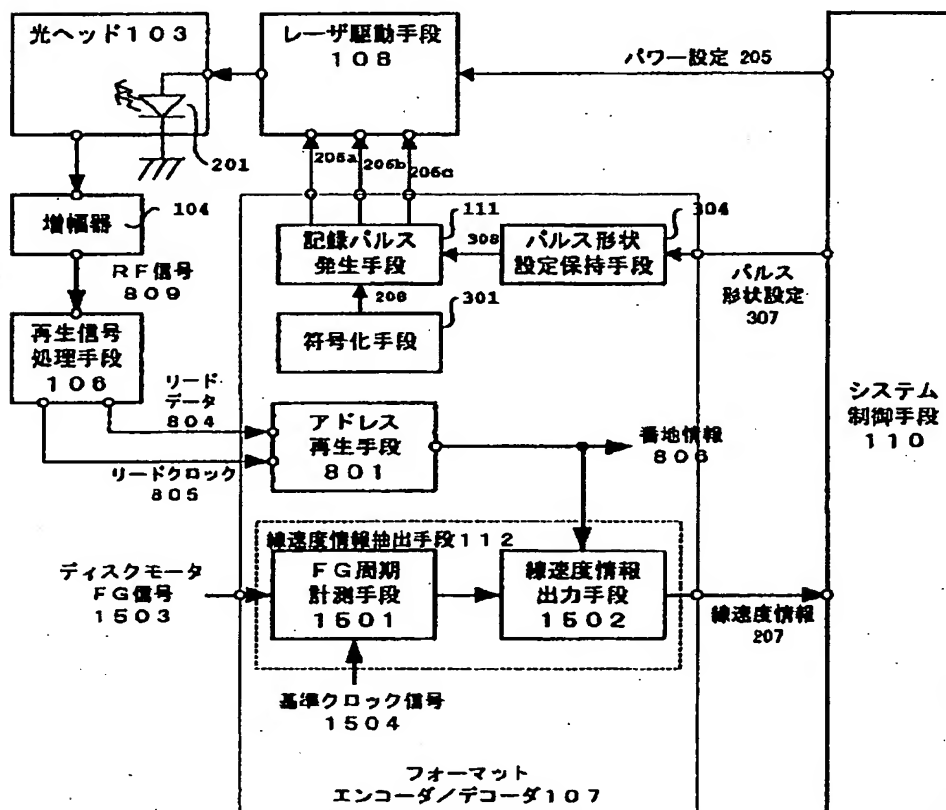 光ヘッド１０３
201
レーザ駆動手段
１０８
パワー設定 205
206a
206b
206c
増幅器
104
ＲＦ信号
８０９
再生信号
処理手段
１０６
記録パルス
発生手段
111
308
パルス形状
設定保持手段
304
パルス
形状設定
307
208
符号化手段
301
リード
データ
８０４
リードクロック
８０５
アドレス
再生手段
８０１
番地情報
８０６
システム
制御手段
１１０
線速度情報抽出手段１１２
ディスクモータ
ＦＧ信号
１５０３
ＦＧ周期
計測手段
１５０１
線速度情報
出力手段
１５０２
線速度情報
207
基準クロック信号
１５０４
フォーマット
エンコーダ/デコーダ１０７